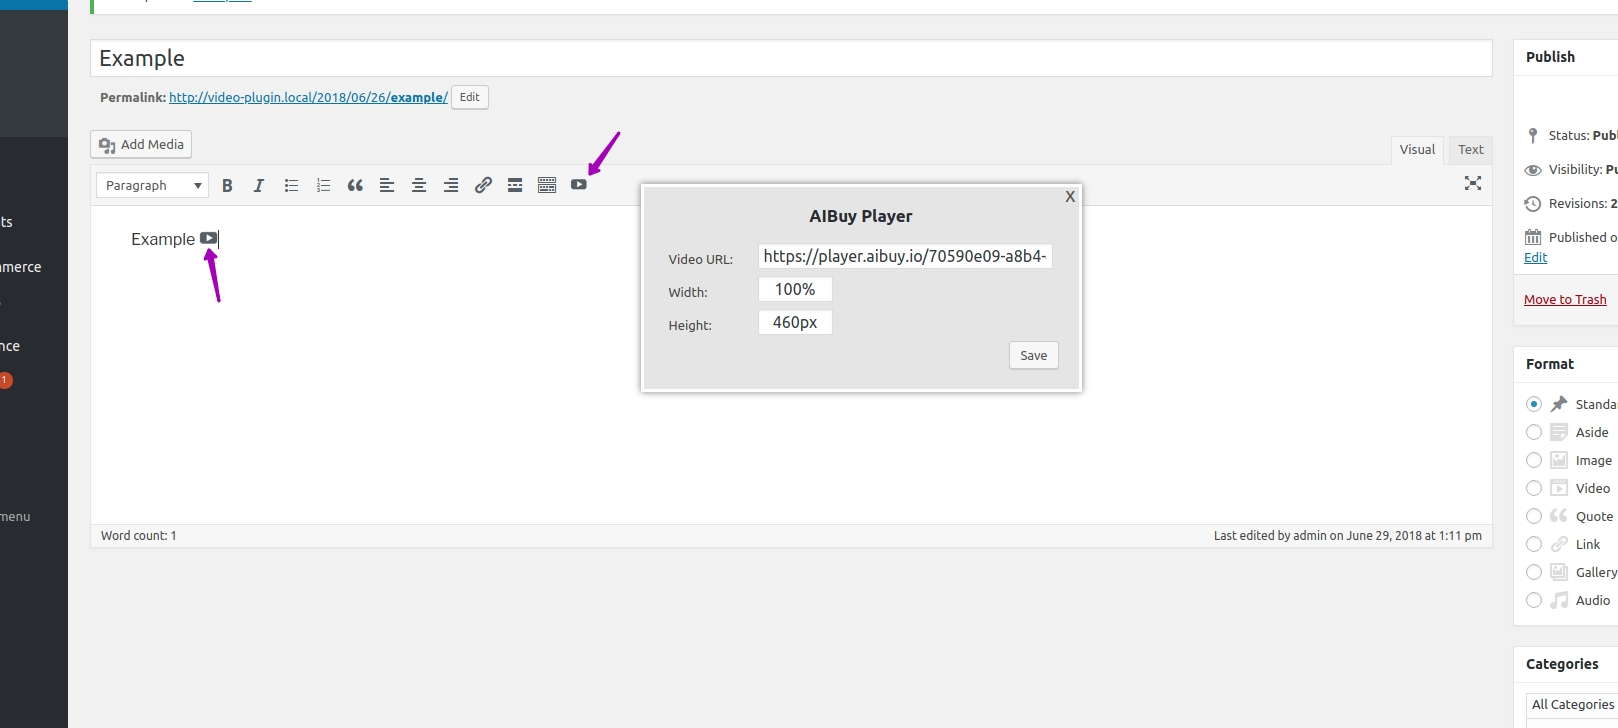 Example
Permalink: http://video-plugin.local/2018/06/26/example/ Edit
Add Media
Visual Text
Paragraph B I
Example
X
AIBuy Player
Video URL: https://player.aibuy.io/70590e09-a8b4-
Width: 100%
Height: 460px
Save
Word count: 1
Last edited by admin on June 29, 2018 at 1:11 pm
ts
merce
nce
1
menu
Publish
Status: Publ
Visibility: Pu
Revisions: 2
Published o
Edit
Move to Trash
Format
Standa
Aside
Image
Video
Quote
Link
Gallery
Audio
Categories
All Categories